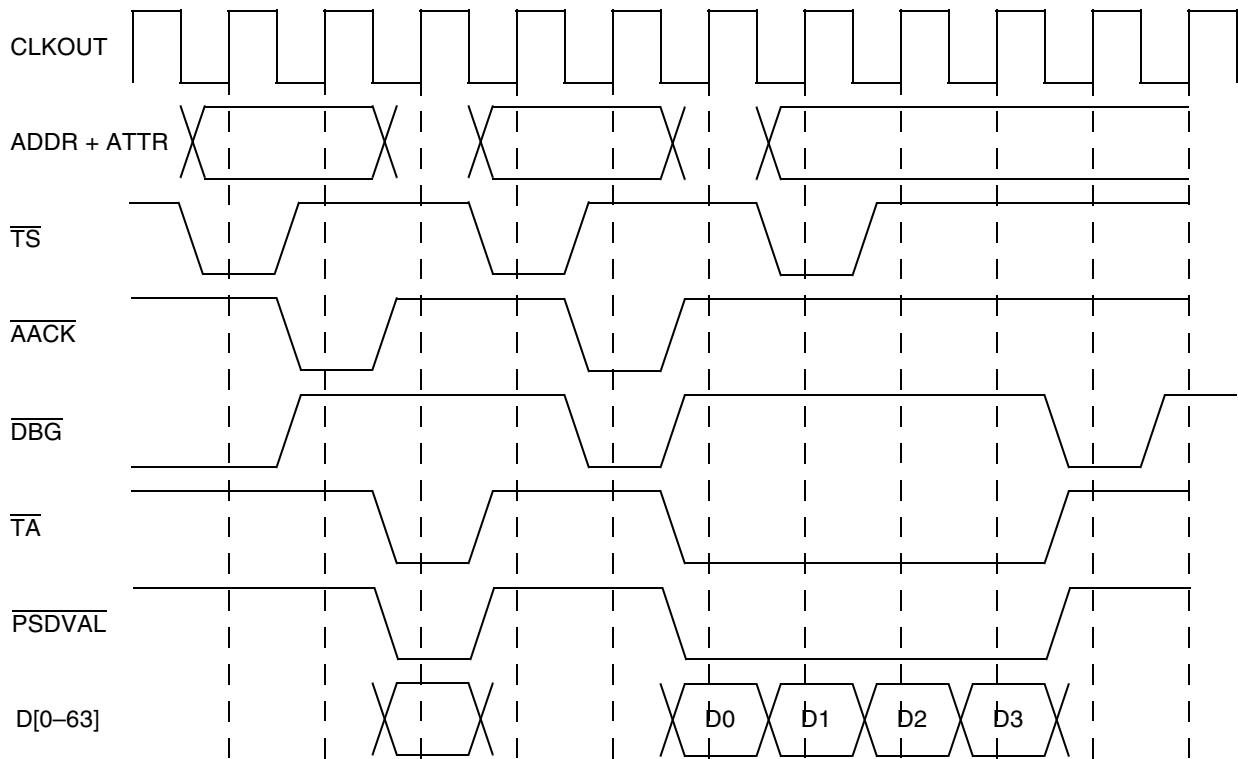 CLKOUT
ADDR + ATTR
TS
AACK
DBG
TA
PSDVAL
D[0–63]
D0 D1 D2 D3